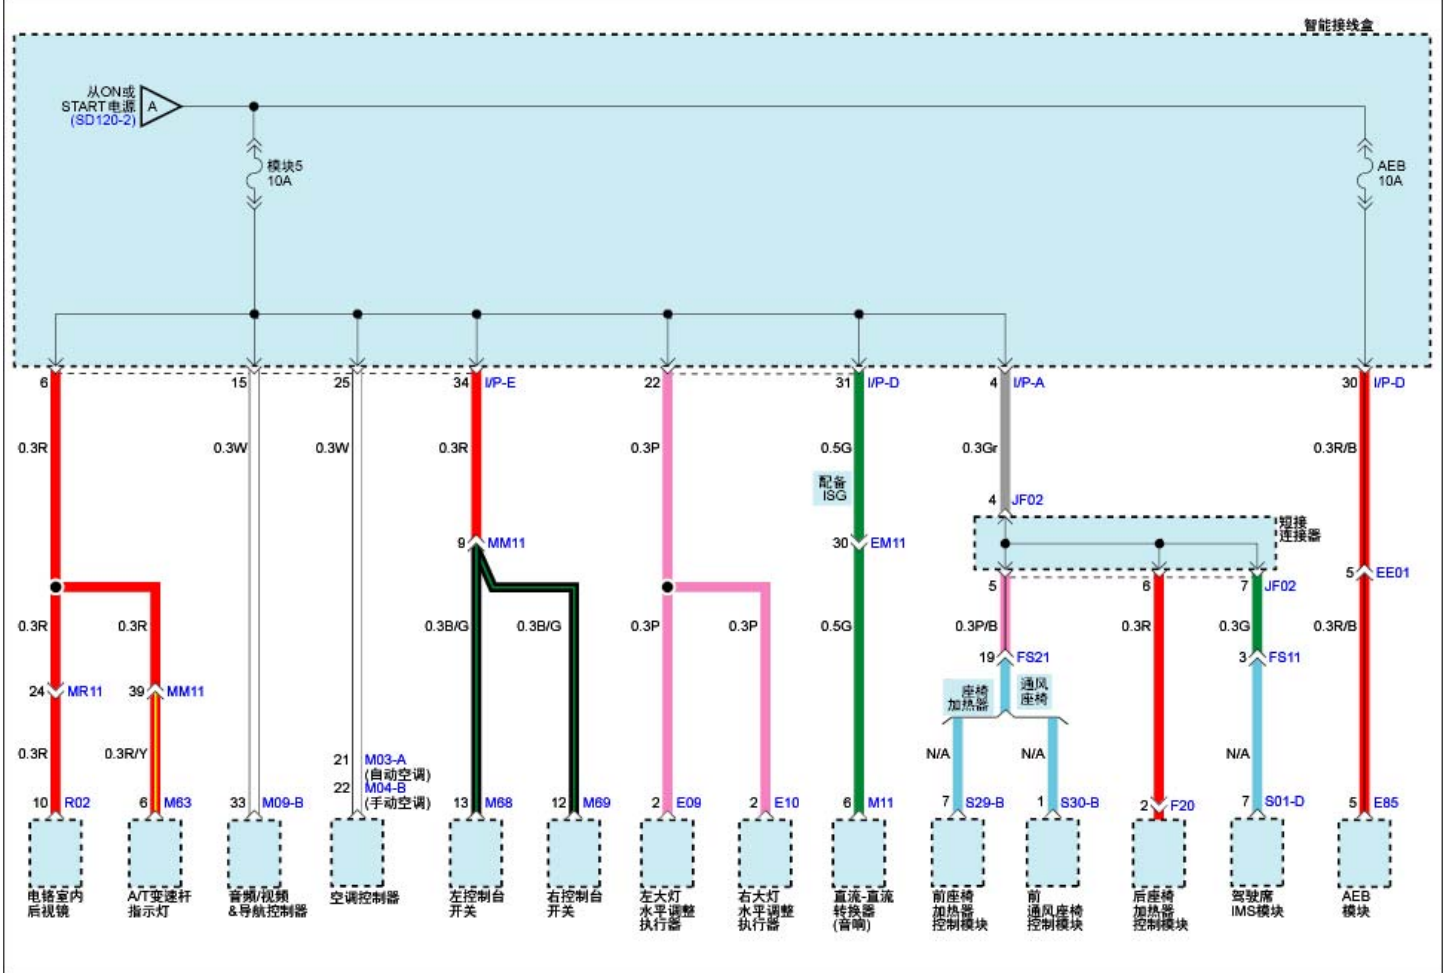 智能接线盒
从ON或
START电源
(SD120-2)
A
模块5
10A
AEB
10A
6
15
25
34
I/P-E
22
31
I/P-D
4
I/P-A
30
I/P-D
0.3R
0.3W
0.3W
0.3R
0.3P
0.5G
0.3Gr
0.3R/B
配备
ISG
4
JF02
短接
连接器
9
MM11
30
EM11
5
EE01
5
6
7
JF02
0.3R
0.3R
0.3B/G
0.3B/G
0.3P
0.3P
0.5G
0.3P/B
0.3R
0.3G
0.3R/B
19
FS21
3
FS11
24
MR11
39
MM11
座椅
加热器
通风
座椅
0.3R
0.3R/Y
21
M03-A
(自动空调)
22
M04-B
(手动空调)
N/A
N/A
N/A
10
R02
6
M63
33
M09-B
13
M68
12
M69
2
E09
2
E10
6
M11
7
S29-B
1
S30-B
2
F20
7
S01-D
5
E85
电铬室内
后视镜
A/T变速杆
指示灯
音频/视频
&导航控制器
空调控制器
左控制台
开关
右控制台
开关
左大灯
水平调整
执行器
右大灯
水平调整
执行器
直流-直流
转换器
(音响)
前座椅
加热器
控制模块
前
通风座椅
控制模块
后座椅
加热器
控制模块
驾驶席
IMS模块
AEB
模块